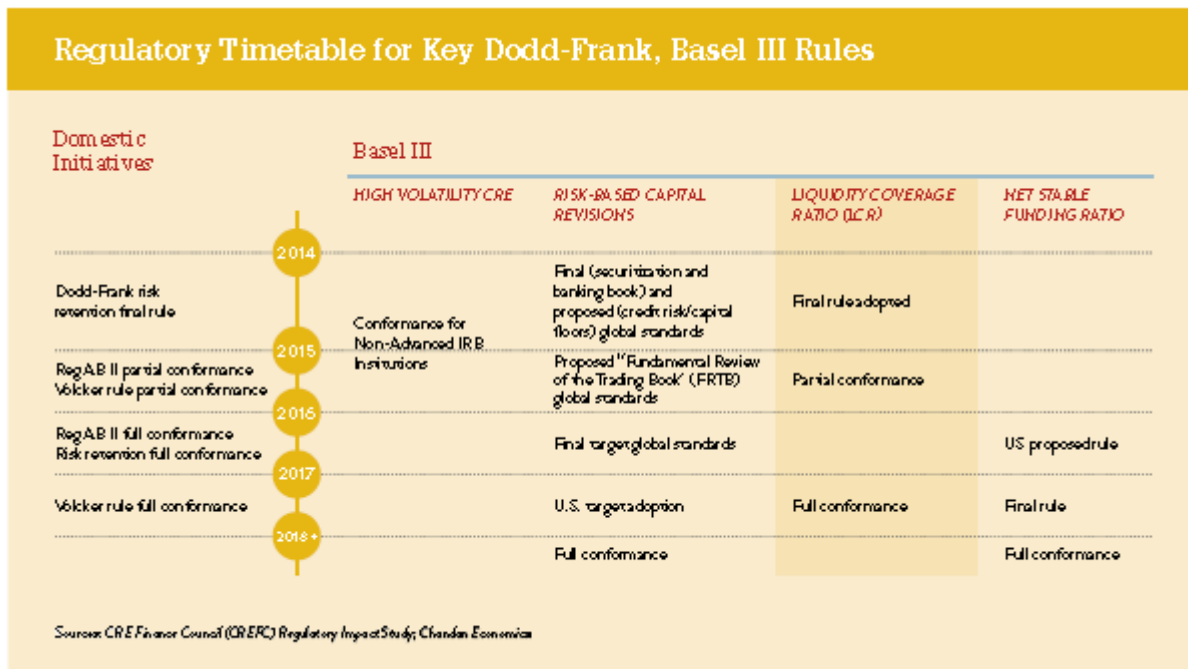 Regulatory Timetable for Key Dodd-Frank, Basel III Rules
Domestic
Initiatives
Basel III
HIGH VOLATILITY CRE
RISK-BASED CAPITAL
REVISIONS
LIQUIDITY COVERAGE
RATIO (LCR)
NET STABLE
FUNDING RATIO
2014
Dodd-Frank risk
retention final rule
Conformance for
Non-Advanced IRB
Institutions
Final (securitization and
banking book) and
proposed (credit risk/capital
floors) global standards
Final rule adopted
2015
Reg AB II partial conformance
Volcker rule partial conformance
Proposed "Fundamental Review
of the Trading Book" (FRTB)
global standards
Partial conformance
2016
Reg AB II full conformance
Risk retention full conformance
Final target global standards
US proposed rule
2017
Volcker rule full conformance
U.S. target adoption
Full conformance
Final rule
2018+
Full conformance
Full conformance
Sources: CRE Finance Council (CREFC) Regulatory Impact Study; Chandan Economics